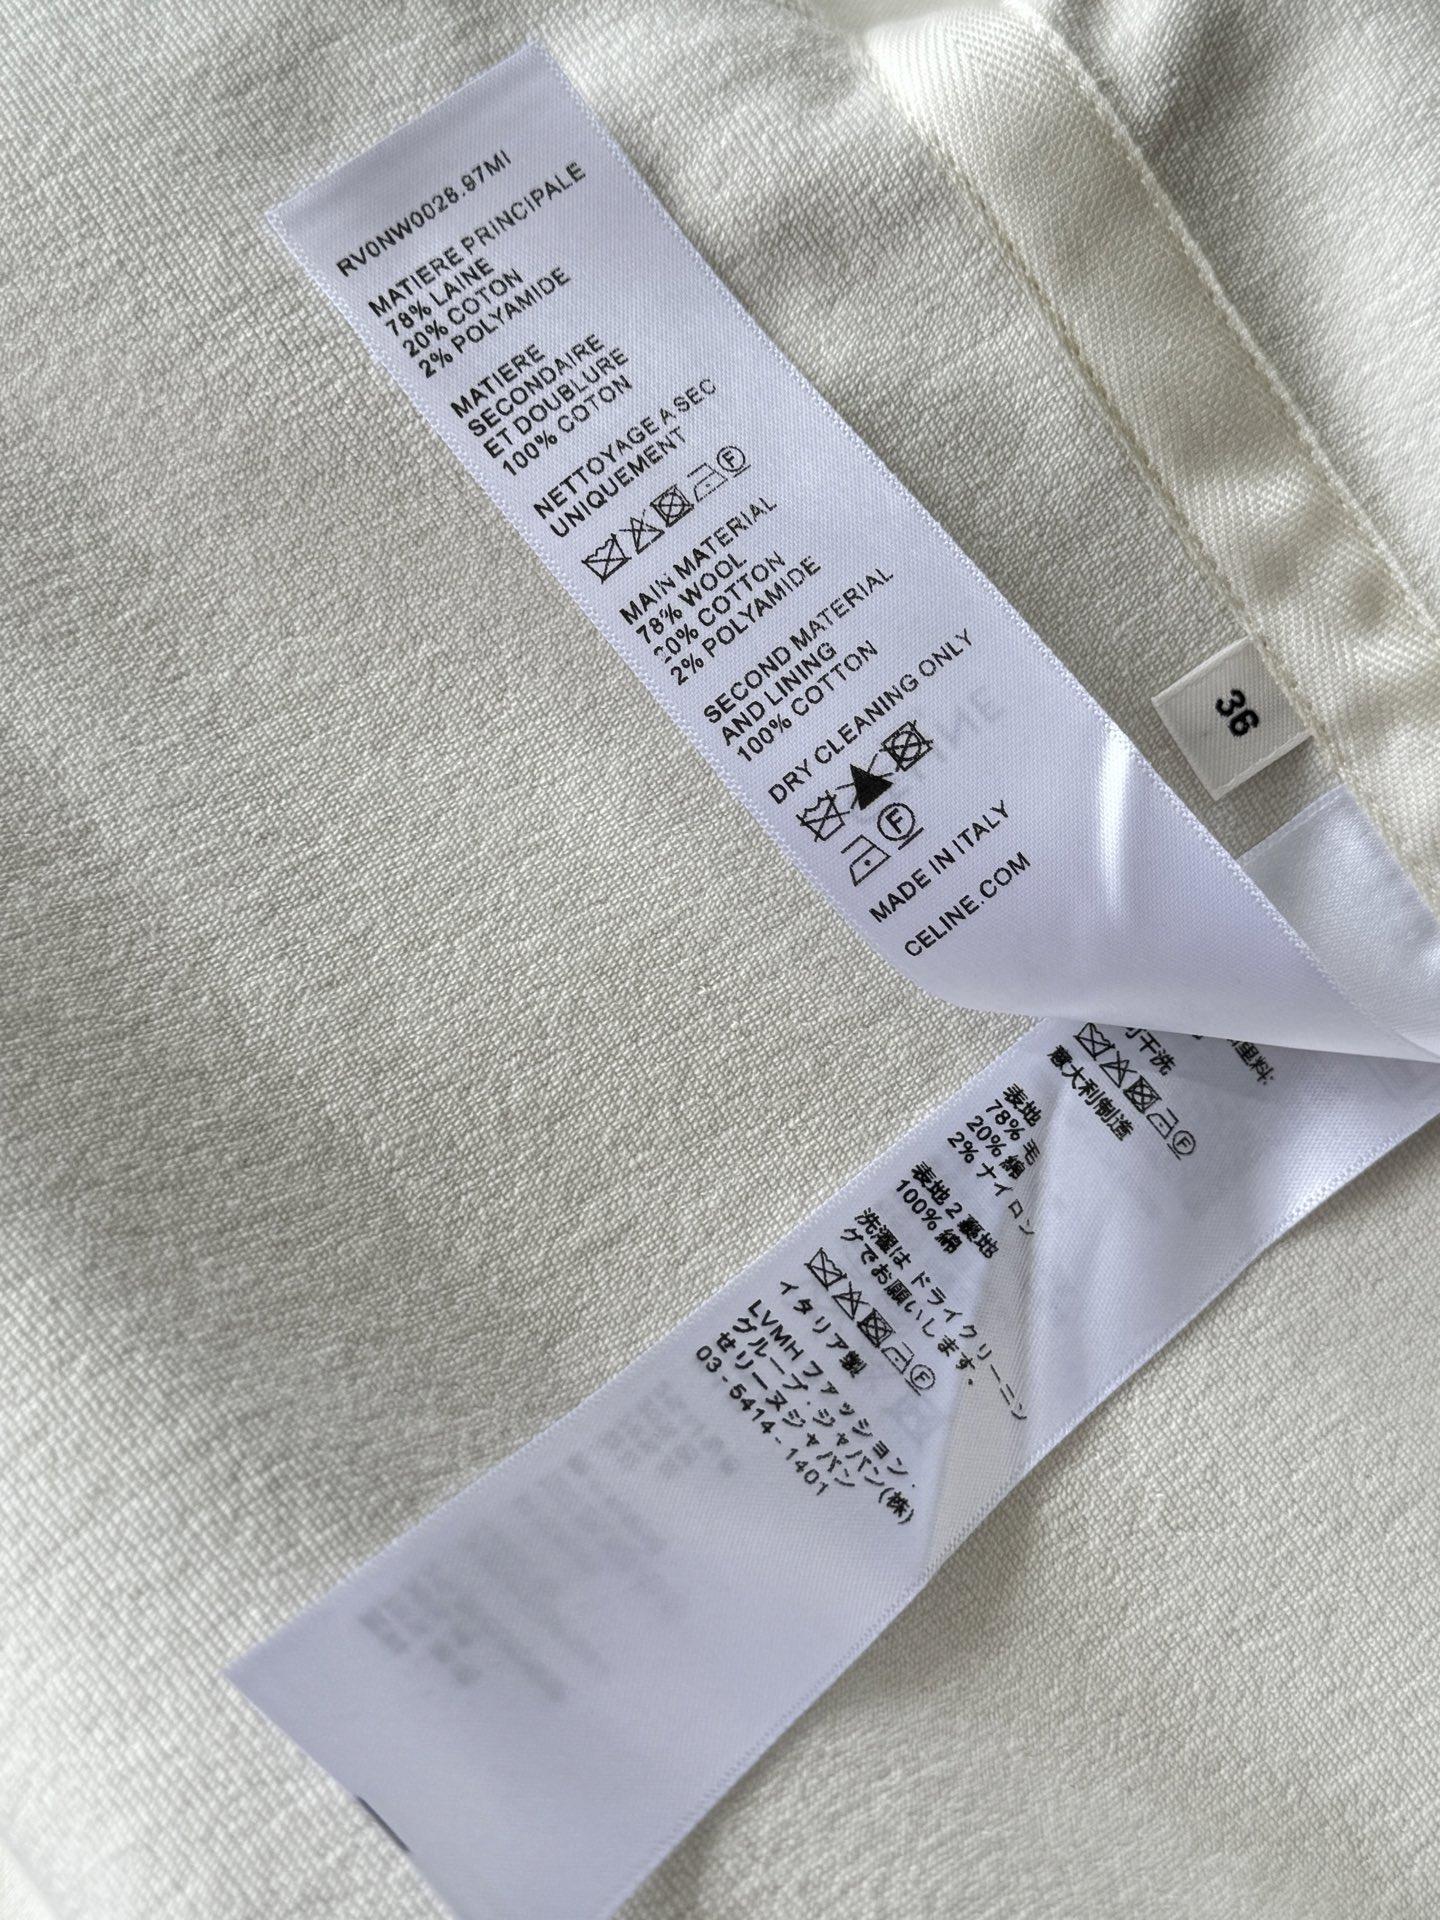 RV0NW0028.97MI
MATIERE PRINCIPALE
78% LAINE
20% COTON
2% POLYAMIDE
MATIERE
SECONDAIRE
ET DOUBLURE
100% COTON
NETTOYAGE A SEC
UNIQUEMENT
F
MAIN MATERIAL
78% WOOL
20% COTTON
2% POLYAMIDE
SECOND MATERIAL
AND LINING
100% COTTON
DRY CLEANING ONLY
F
MADE IN ITALY
CELINE.COM
36
里料:
可干洗
F
意大利制造
表地
78% 毛
20% 綿
2% ナイロン
表地 2 裏地
100% 綿
洗濯は ドライクリーニン
グでお願いします.
F
イタリア製
LVMH ファッション.
グループ.ジャパン(株)
セリーヌジャパン
03-5414-1401